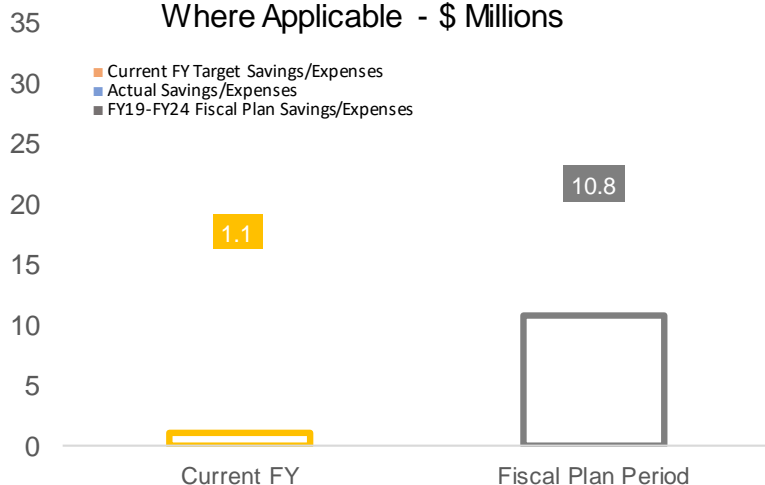 Where Applicable - $ Millions
35
30
25
20
15
10
5
0
Current FY Target Savings/Expenses
Actual Savings/Expenses
FY19-FY24 Fiscal Plan Savings/Expenses
1.1
10.8
Current FY
Fiscal Plan Period